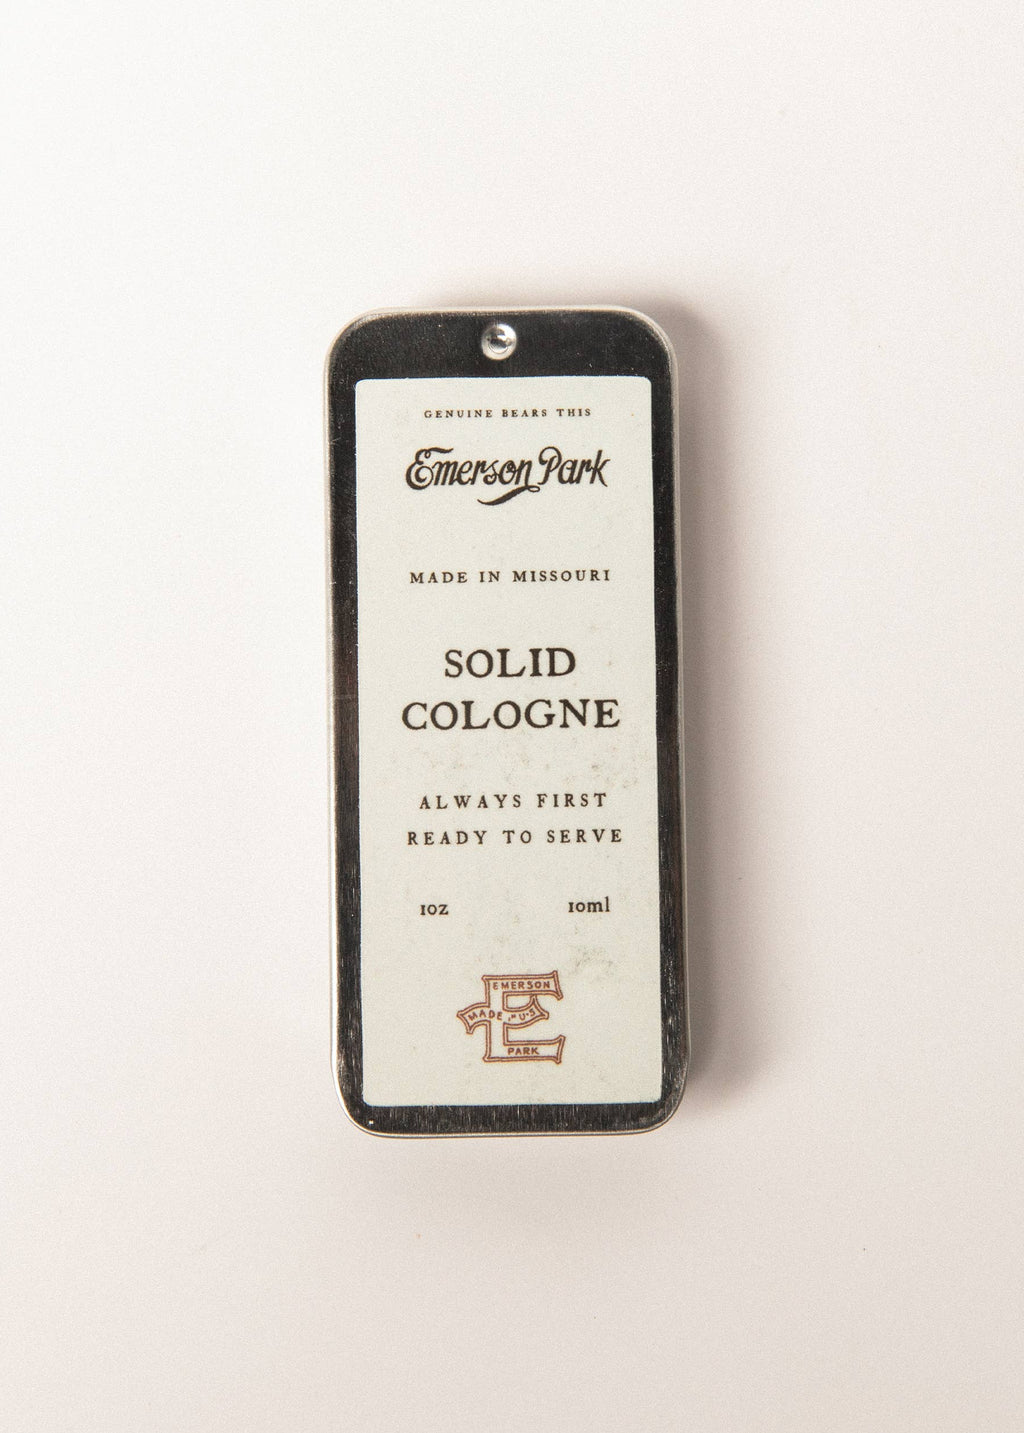 GENUINE BEARS THIS
Emerson Park
MADE IN MISSOURI
SOLID
COLOGNE
ALWAYS FIRST
READY TO SERVE
1oz 10ml
EMERSON
MADE IN U.S
PARK